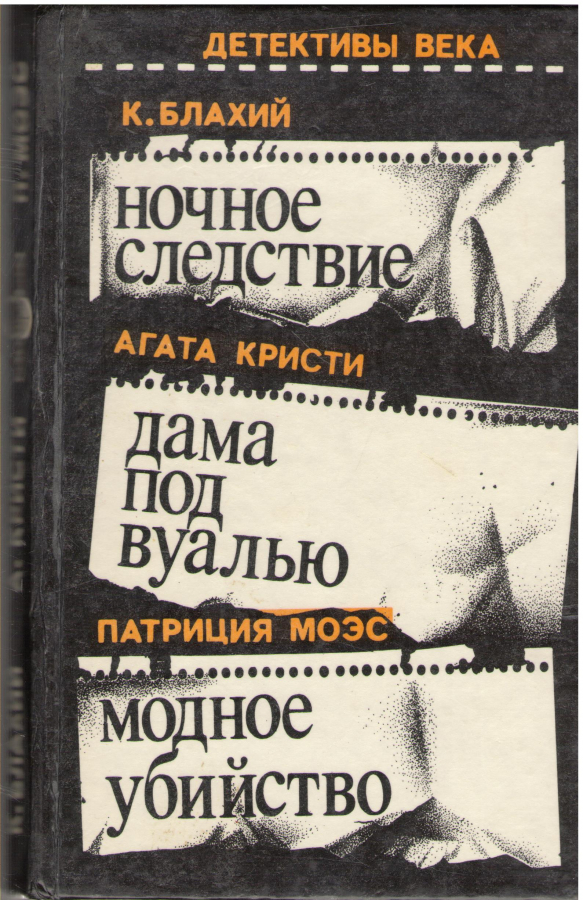 ДЕТЕКТИВЫ ВЕКА
К. БЛАХИЙ
НОЧНОЕ
СЛЕДСТВИЕ
АГАТА КРИСТИ
дама
под
вуалью
ПАТРИЦИЯ МОЭС
модное
убийство